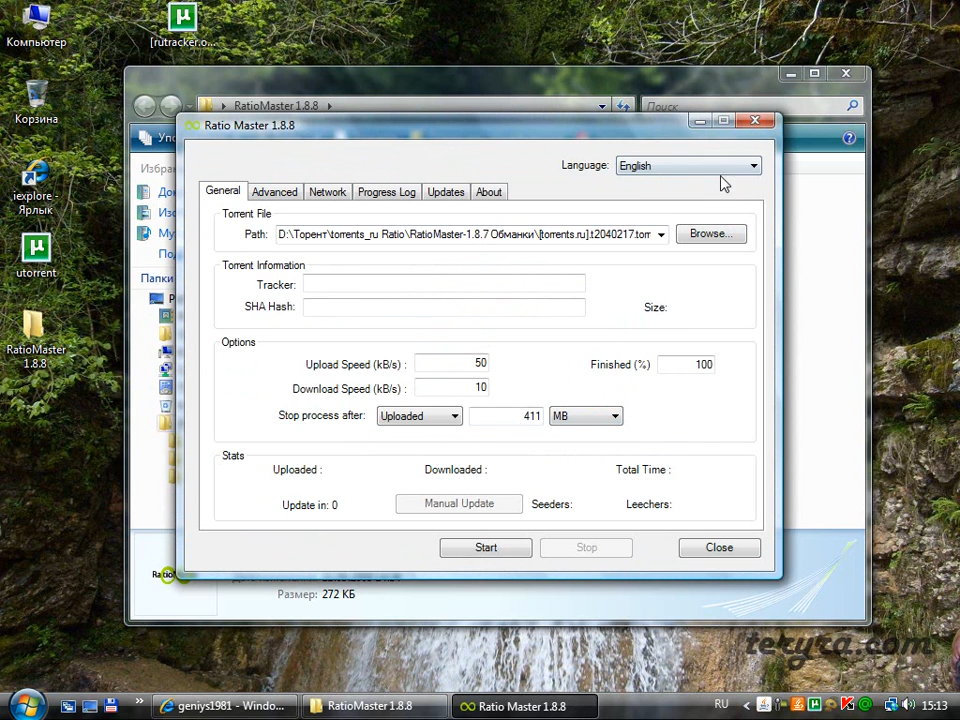 Компьютер
[rutracker.o...
Корзина
iexplore -
Ярлык
utorrent
RatioMaster
1.8.8
RatioMaster 1.8.8
Поиск
Ratio Master 1.8.8
Language: English
General Advanced Network Progress Log Updates About
Torrent File
Path: D:\Торент\torrents_ru Ratio\RatioMaster-1.8.7 Обманки\[torrents.ru].t2040217.torr
Browse...
Torrent Information
Tracker:
SHA Hash:
Size:
Options
Upload Speed (kB/s) : 50
Finished (%) 100
Download Speed (kB/s) : 10
Stop process after: Uploaded 411 MB
Stats
Uploaded :
Downloaded :
Total Time :
Update in: 0
Manual Update
Seeders:
Leechers:
Start Stop Close
Папки
Размер: 272 КБ
teryra.com
geniys1981 - Windo...
RatioMaster 1.8.8
Ratio Master 1.8.8
RU
15:13